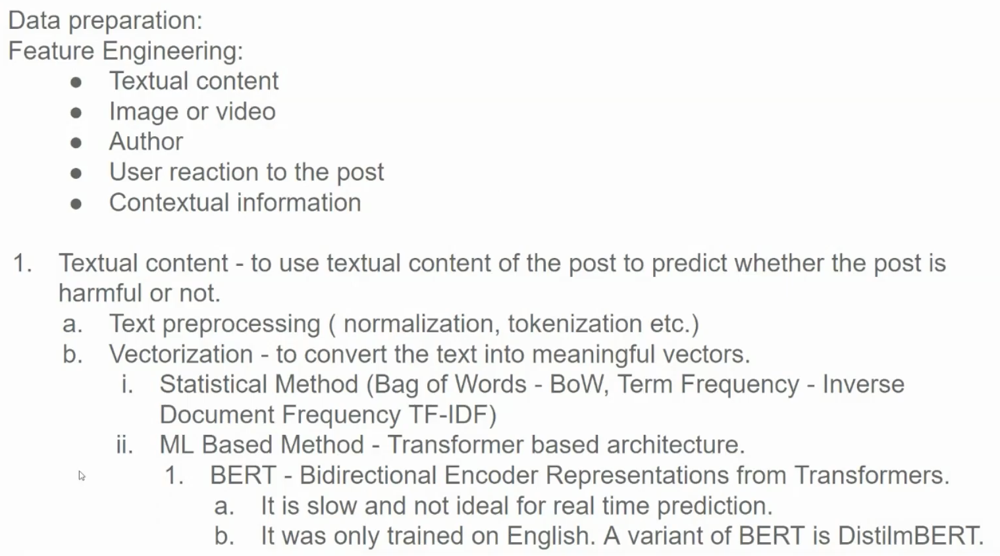 Data preparation:
Feature Engineering:
● Textual content
● Image or video
● Author
● User reaction to the post
● Contextual information
1. Textual content - to use textual content of the post to predict whether the post is
harmful or not.
a. Text preprocessing ( normalization, tokenization etc.)
b. Vectorization - to convert the text into meaningful vectors.
i. Statistical Method (Bag of Words - BoW, Term Frequency - Inverse
Document Frequency TF-IDF)
ii. ML Based Method - Transformer based architecture.
1. BERT - Bidirectional Encoder Representations from Transformers.
a. It is slow and not ideal for real time prediction.
b. It was only trained on English. A variant of BERT is DistilmBERT.